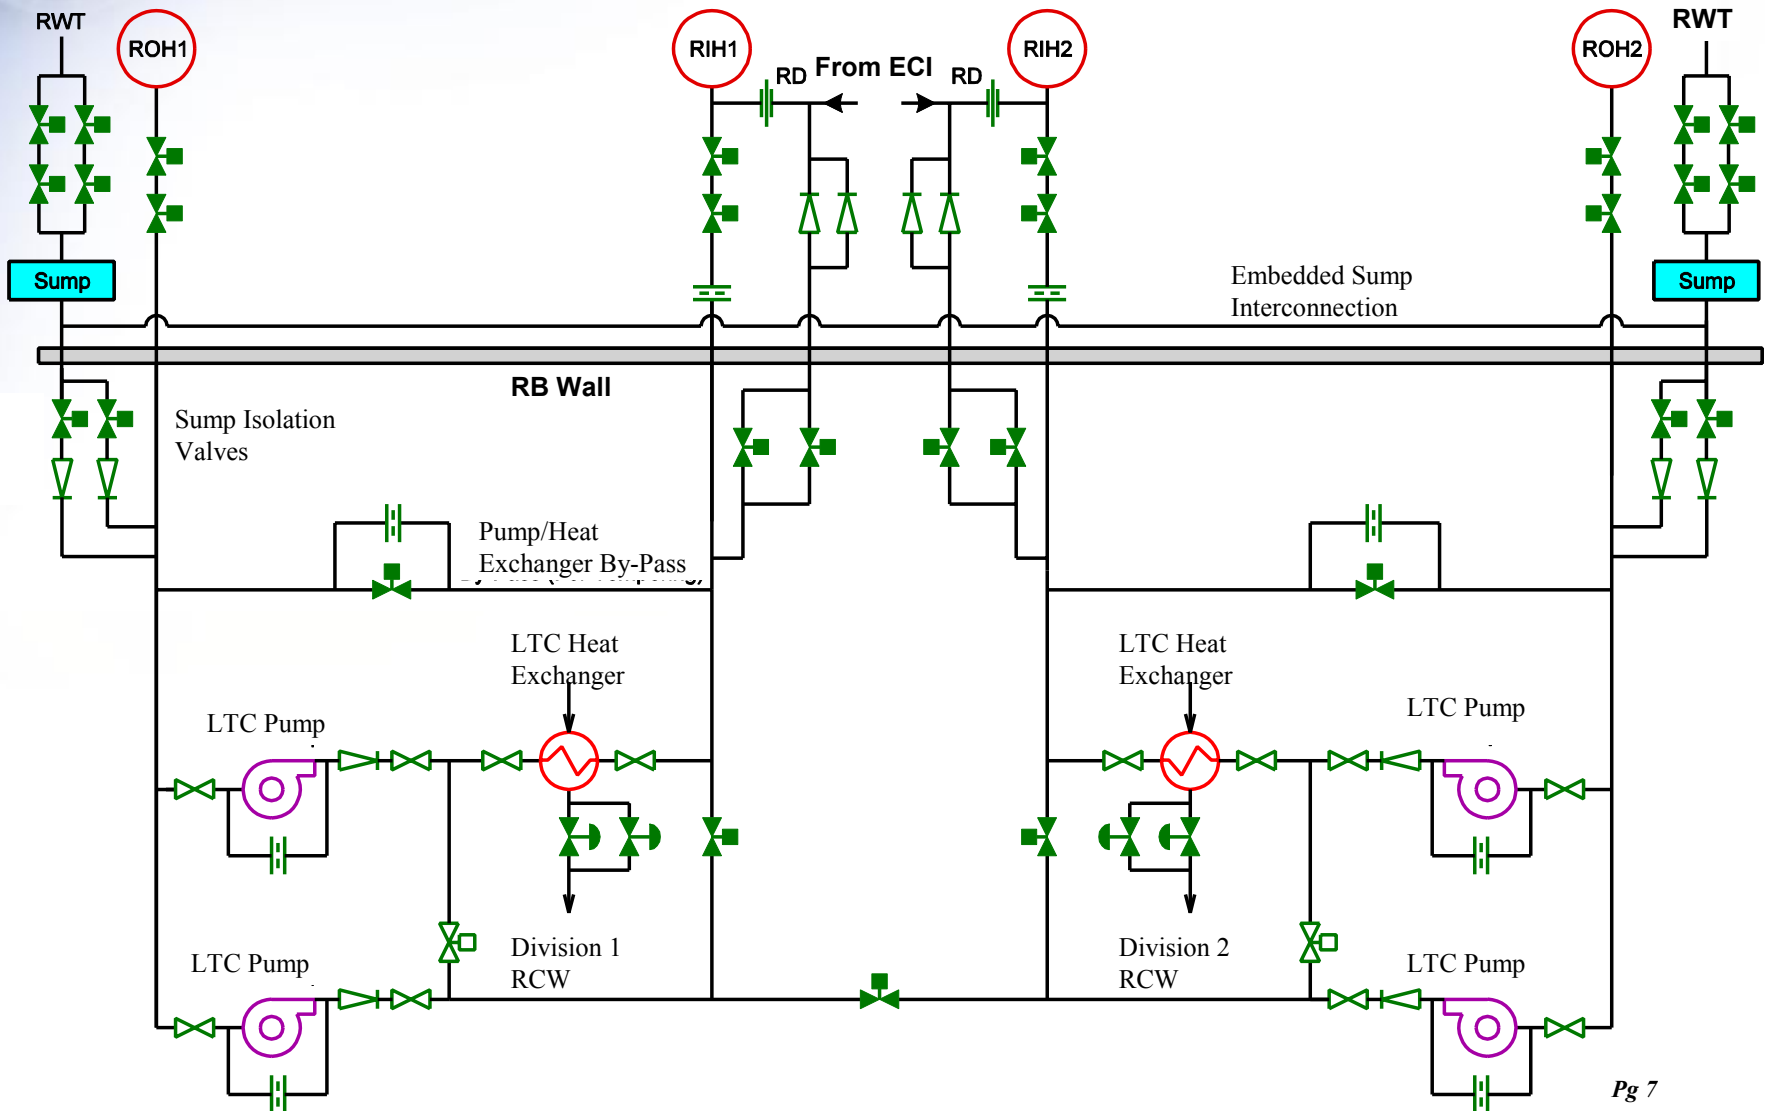 RWT
ROH1
RIH1
RD
From ECI
RD
RIH2
ROH2
RWT
Sump
Embedded Sump
Interconnection
Sump
RB Wall
Sump Isolation
Valves
Pump/Heat
Exchanger By-Pass
LTC Heat
Exchanger
LTC Heat
Exchanger
LTC Pump
LTC Pump
LTC Pump
Division 1
RCW
Division 2
RCW
LTC Pump
Pg 7